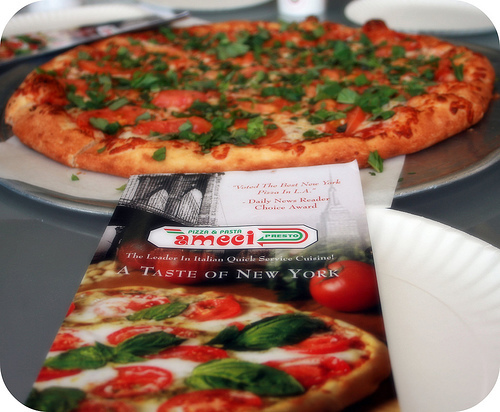 "Voted The Best New York
Pizza In L.A."
-Daily News Reader
Choice Award
PIZZA & PASTA
ameci PRESTO
The Leader In Italian Quick Service Cuisine!
A TASTE OF NEW YORK